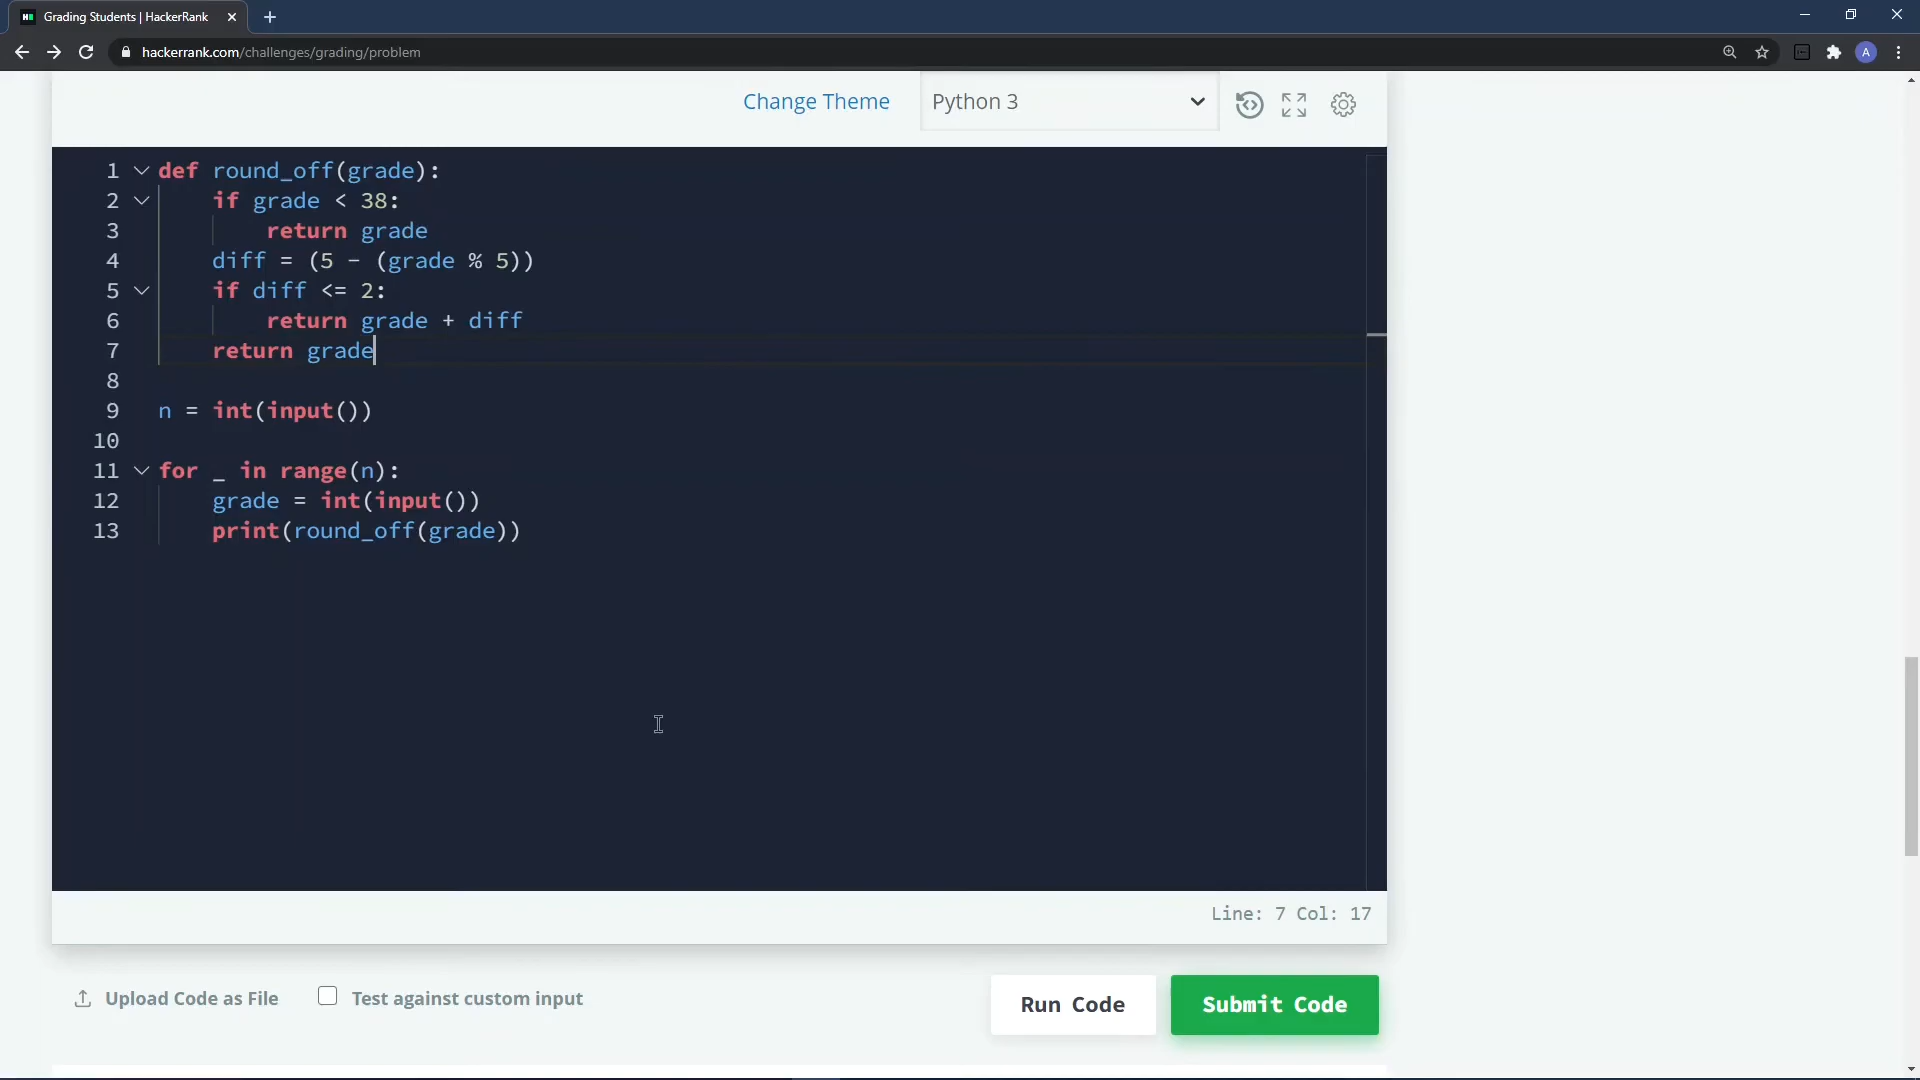 Grading Students | HackerRank
hackerrank.com/challenges/grading/problem
A
Change Theme
Python 3
1 def round_off(grade):
2 if grade < 38:
3 return grade
4 diff = (5 - (grade % 5))
5 if diff <= 2:
6 return grade + diff
7 return grade
8
9 n = int(input())
10
11 for _ in range(n):
12 grade = int(input())
13 print(round_off(grade))
Line: 7 Col: 17
Upload Code as File
Test against custom input
Run Code
Submit Code